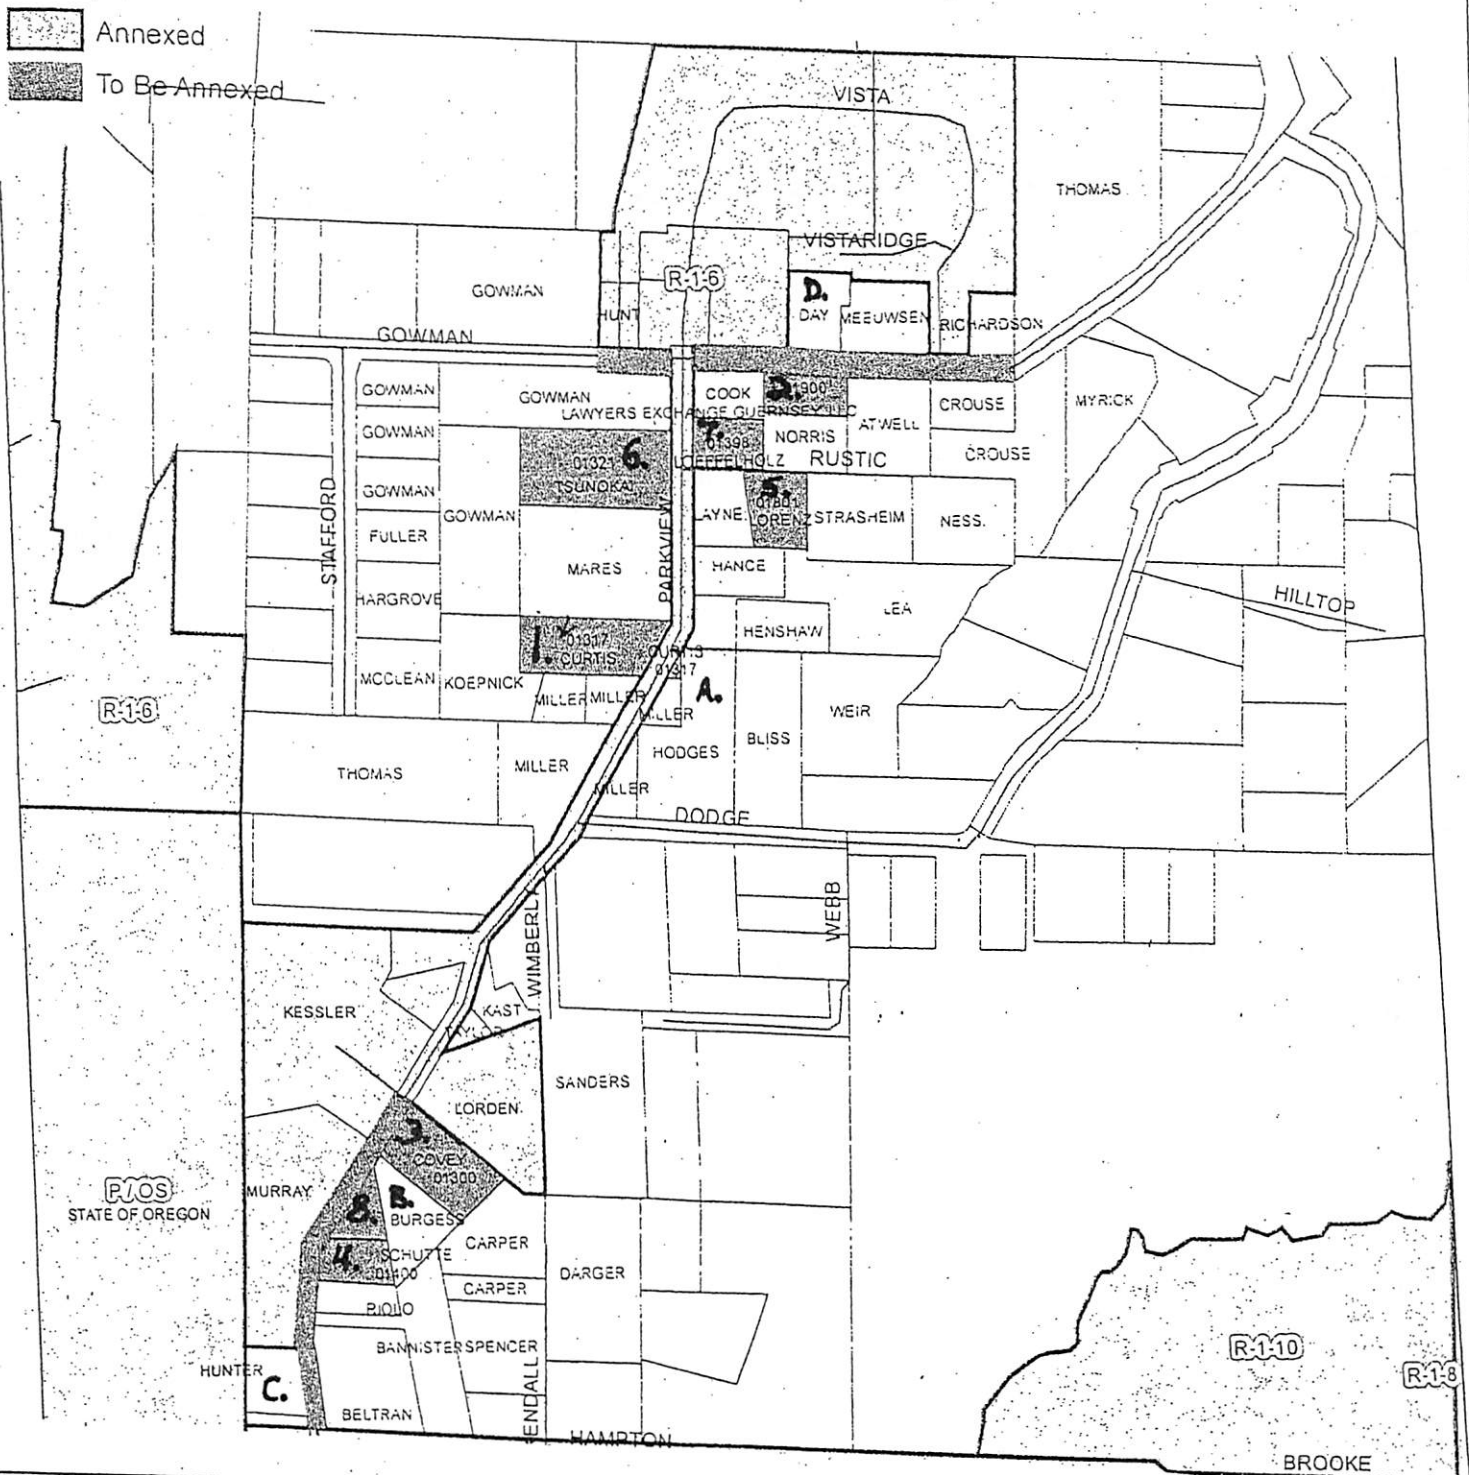 Annexed
To Be Annexed
VISTA
THOMAS
VISTARIDGE
R-1-6
GOWMAN
D.
HUNT
DAY
MEEUWSEN
RICHARDSON
GOWMAN
GOWMAN
GOWMAN
COOK
2.
CROUSE
MYRICK
LAWYERS EXCHANGE GUERNSEY LLC
ATWELL
GOWMAN
7.
01398
NORRIS
6.
01321
LOEFFELHOLZ
RUSTIC
CROUSE
TSUNOKAI
GOWMAN
STAFFORD
5.
01801
LAYNE
LORENZ
STRASHEIM
NESS
GOWMAN
FULLER
PARKVIEW
MARES
HANCE
HARGROVE
LEA
HILLTOP
HENSHAW
1.
01317
CURTIS
CURTIS
01317
MCCLEAN
KOEPNICK
A.
MILLER
MILLER
MILLER
WEIR
R-1-6
BLISS
HODGES
THOMAS
MILLER
MILLER
DODGE
WEBB
WIMBERLY
KESSLER
KAST
TAYLOR
SANDERS
LORDEN
3.
COVEY
01300
P/OS
STATE OF OREGON
MURRAY
B.
8.
BURGESS
4.
SCHUTTE
01400
CARPER
DARGER
CARPER
RIOLO
BANNISTER
SPENCER
R-1-10
HUNTER
C.
R-1-8
BELTRAN
HAMPTON
BROOKE